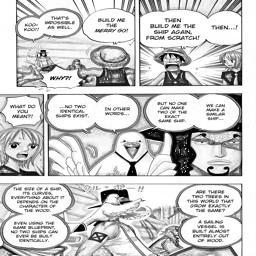 THEN...!
THEN
BUILD ME THE
SHIP AGAIN,
FROM SCRATCH!
BUILD ME
THE
MERRY GO!
THAT'S
IMPOSSIBLE
AS WELL.
KOO-
KOO!!
WHY?!
WE CAN
MAKE A
SIMILAR
SHIP...
BUT NO ONE
CAN MAKE
TWO OF THE
EXACT
SAME SHIP.
IN OTHER
WORDS...
...NO TWO
IDENTICAL
SHIPS EXIST.
WHAT DO
YOU
MEAN?!
ARE THERE
TWO TREES IN
THIS WORLD THAT
GROW EXACTLY
THE SAME?
A SAILING
VESSEL IS
BUILT ALMOST
ENTIRELY OUT
OF WOOD.
THE SIZE OF A SHIP,
ITS CURVES,
EVERYTHING ABOUT IT
DEPENDS ON THE
CHARACTER OF THE
WOOD.
EVEN USING THE
SAME BLUEPRINT,
NO TWO SHIPS CAN
EVER BE BUILT
IDENTICALLY.